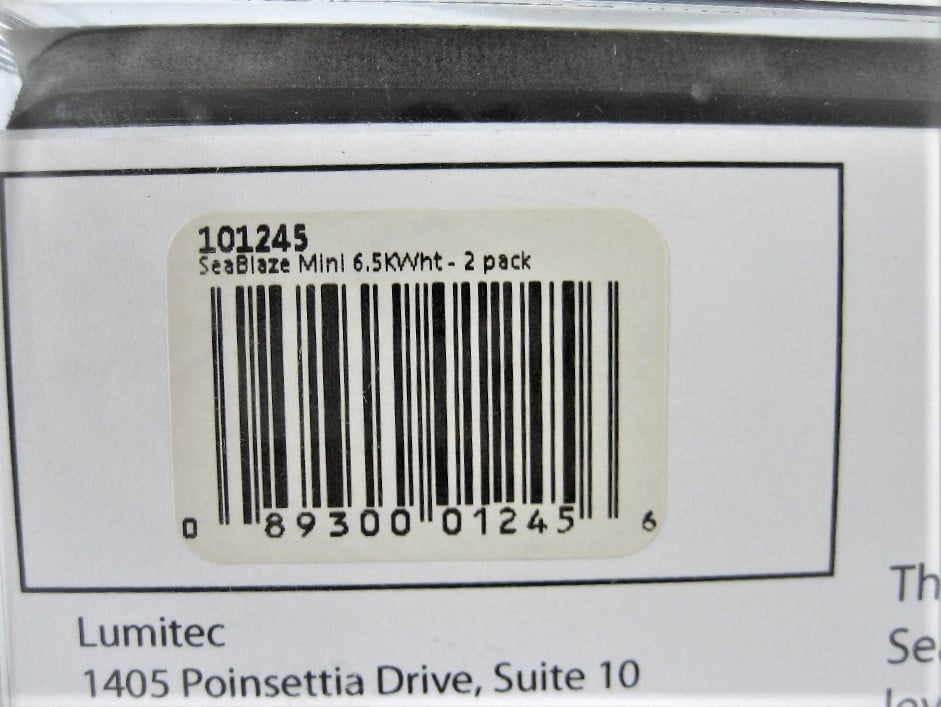 101245
SeaBlaze Mini 6.5KWht - 2 pack
0 89300 01245 6
Lumitec
1405 Poinsettia Drive, Suite 10
Th
Se